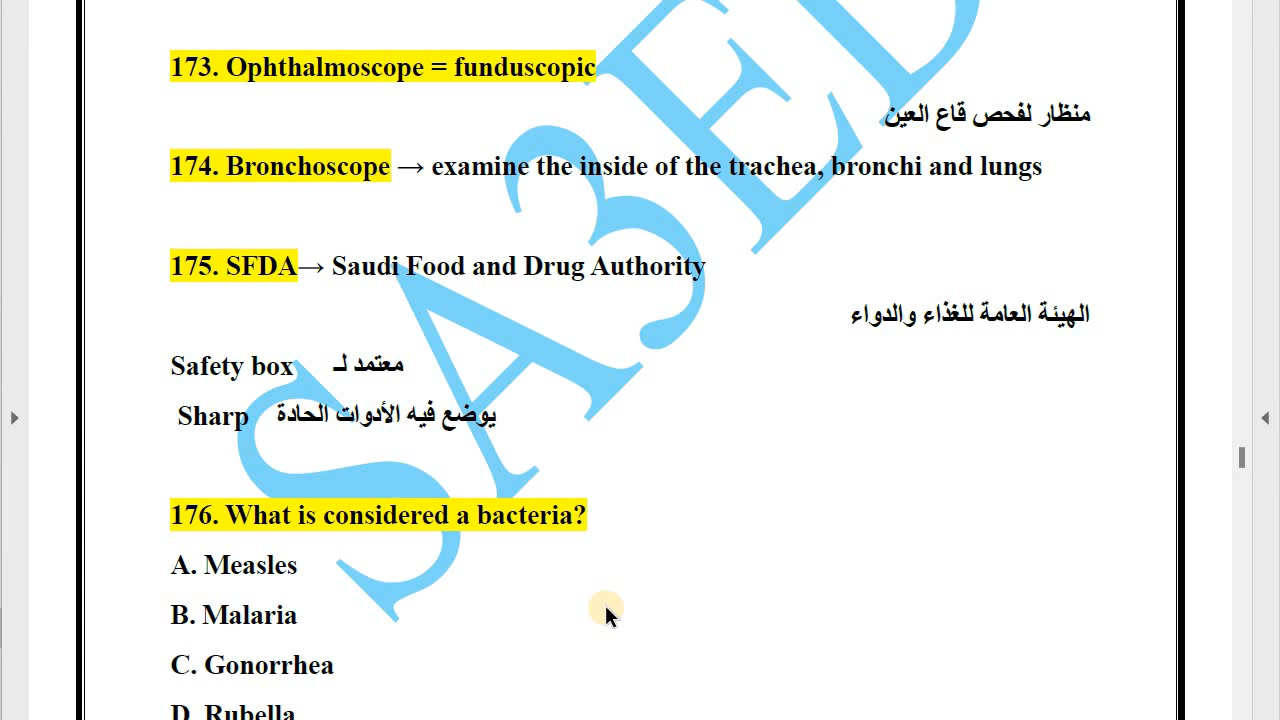 173. Ophthalmoscope = funduscopic
منظار لفحص قاع العين
174. Bronchoscope → examine the inside of the trachea, bronchi and lungs
175. SFDA→ Saudi Food and Drug Authority
الهيئة العامة للغذاء والدواء
Safety box معتمد لـ
Sharp يوضع فيه الأدوات الحادة
176. What is considered a bacteria?
A. Measles
B. Malaria
C. Gonorrhea
D. Rubella
SA3ED